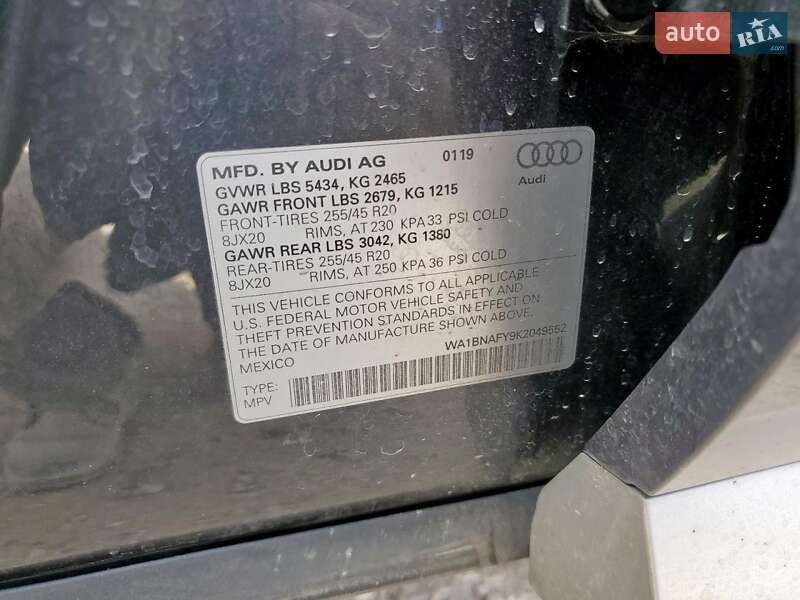 auto RIA .com
MFD. BY AUDI AG 0119
Audi
GVWR LBS 5434, KG 2465
GAWR FRONT LBS 2679, KG 1215
FRONT-TIRES 255/45 R20
8JX20 RIMS, AT 230 KPA 33 PSI COLD
GAWR REAR LBS 3042, KG 1380
REAR-TIRES 255/45 R20
8JX20 RIMS, AT 250 KPA 36 PSI COLD
THIS VEHICLE CONFORMS TO ALL APPLICABLE
U.S. FEDERAL MOTOR VEHICLE SAFETY AND
THEFT PREVENTION STANDARDS IN EFFECT ON
THE DATE OF MANUFACTURE SHOWN ABOVE.
MEXICO WA1BNAFY9K2049552
TYPE:
MPV